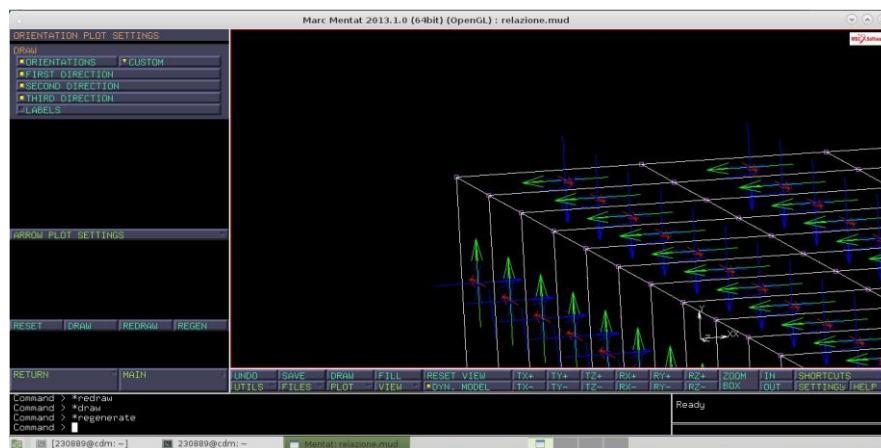 Marc Mentat 2013.1.0 (64bit) (OpenGL) : relazione.mud
ORIENTATION PLOT SETTINGS
DRAW
ORIENTATIONS CUSTOM
FIRST DIRECTION
SECOND DIRECTION
THIRD DIRECTION
LABELS
ARROW PLOT SETTINGS
RESET DRAW REDRAW REGEN
RETURN MAIN
MSC Software
Y
Z X
UNDO SAVE DRAW FILL RESET VIEW TX+ TY+ TZ+ RX+ RY+ RZ+ ZOOM IN SHORTCUTS
UTILS FILES PLOT VIEW DYN. MODEL TX- TY- TZ- RX- RY- RZ- BOX OUT SETTINGS HELP
Command > *redraw
Command > *draw
Command > *regenerate
Command >
Ready
[230889@cdm: ~] 230889@cdm: ~ Mentat: relazione.mud